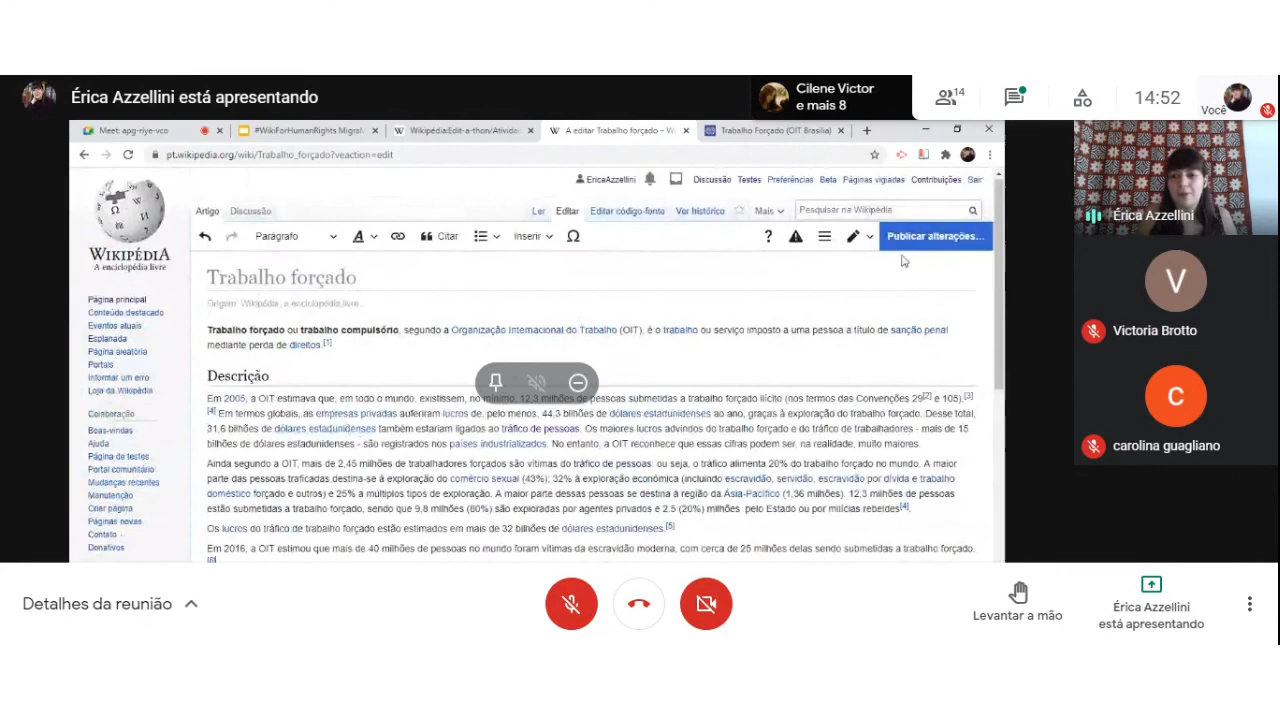 Érica Azzellini está apresentando
Cilene Victor
e mais 8
14
14:52
Você
Meet: apg-riye-vco
#WikiForHumanRights Migra
Wikipédia:Edit-a-thon/Ativida
A editar Trabalho forçado – W
Trabalho Forçado (OIT Brasília)
pt.wikipedia.org/wiki/Trabalho_forçado?veaction=edit
WIKIPÉDIA
A enciclopédia livre
EricaAzzellini
Discussão Testes Preferências Beta Páginas vigiadas Contribuições Sair
Artigo Discussão
Ler Editar Editar código-fonte Ver histórico Mais
Pesquisar na Wikipédia
Parágrafo A Citar Inserir Ω ?
Publicar alterações...
Página principal
Conteúdo destacado
Eventos atuais
Esplanada
Página aleatória
Portais
Informar um erro
Loja da Wikipédia
Colaboração
Boas-vindas
Ajuda
Página de testes
Portal comunitário
Mudanças recentes
Manutenção
Criar página
Páginas novas
Contato
Donativos
Trabalho forçado
Origem: Wikipédia, a enciclopédia livre.
Trabalho forçado ou trabalho compulsório, segundo a Organização Internacional do Trabalho (OIT), é o trabalho ou serviço imposto a uma pessoa a título de sanção penal
mediante perda de direitos.[1]
Descrição
Em 2005, a OIT estimava que, em todo o mundo, existissem, no mínimo, 12,3 milhões de pessoas submetidas a trabalho forçado ilícito (nos termos das Convenções 29[2] e 105).[3]
[4] Em termos globais, as empresas privadas auferiram lucros de, pelo menos, 44,3 bilhões de dólares estadunidenses ao ano, graças à exploração do trabalho forçado. Desse total,
31,6 bilhões de dólares estadunidenses também estariam ligados ao tráfico de pessoas. Os maiores lucros advindos do trabalho forçado e do tráfico de trabalhadores - mais de 15
bilhões de dólares estadunidenses - são registrados nos países industrializados. No entanto, a OIT reconhece que essas cifras podem ser, na realidade, muito maiores.
Ainda segundo a OIT, mais de 2,45 milhões de trabalhadores forçados são vítimas do tráfico de pessoas: ou seja, o tráfico alimenta 20% do trabalho forçado no mundo. A maior
parte das pessoas traficadas destina-se à exploração do comércio sexual (43%); 32% à exploração econômica (incluindo escravidão, servidão, escravidão por dívida e trabalho
doméstico forçado e outros) e 25% a múltiplos tipos de exploração. A maior parte dessas pessoas se destina à região da Ásia-Pacífico (1,36 milhões). 12,3 milhões de pessoas
estão submetidas a trabalho forçado, sendo que 9,8 milhões (80%) são exploradas por agentes privados e 2.5 (20%) milhões pelo Estado ou por milícias rebeldes[4].
Os lucros do tráfico de trabalho forçado estão estimados em mais de 32 bilhões de dólares estadunidenses.[5]
Em 2016, a OIT estimou que mais de 40 milhões de pessoas no mundo foram vítimas da escravidão moderna, com cerca de 25 milhões delas sendo submetidas a trabalho forçado.
[6]
Érica Azzellini
V
Victoria Brotto
c
carolina guagliano
Detalhes da reunião
Levantar a mão
Érica Azzellini
está apresentando